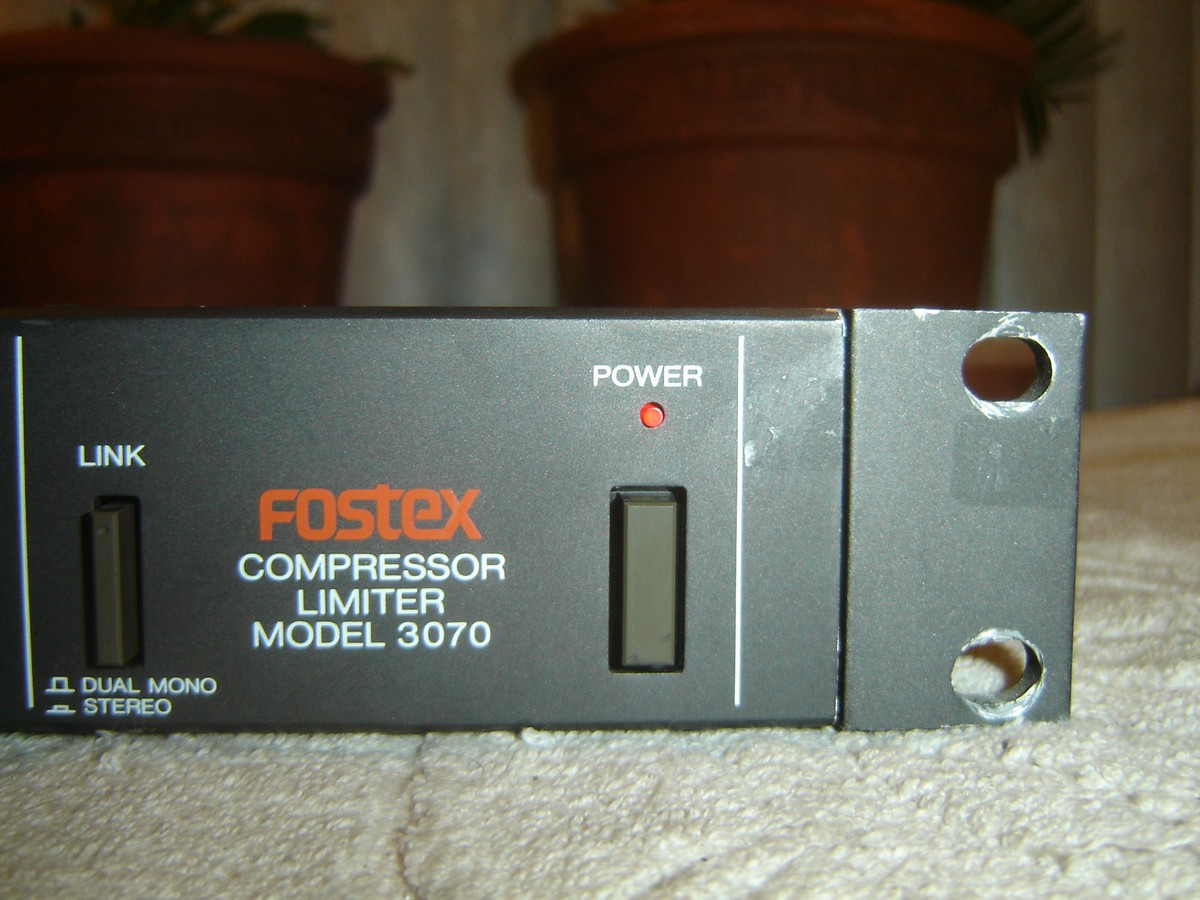 POWER
LINK
FOSTEX
COMPRESSOR
LIMITER
MODEL 3070
DUAL MONO
STEREO